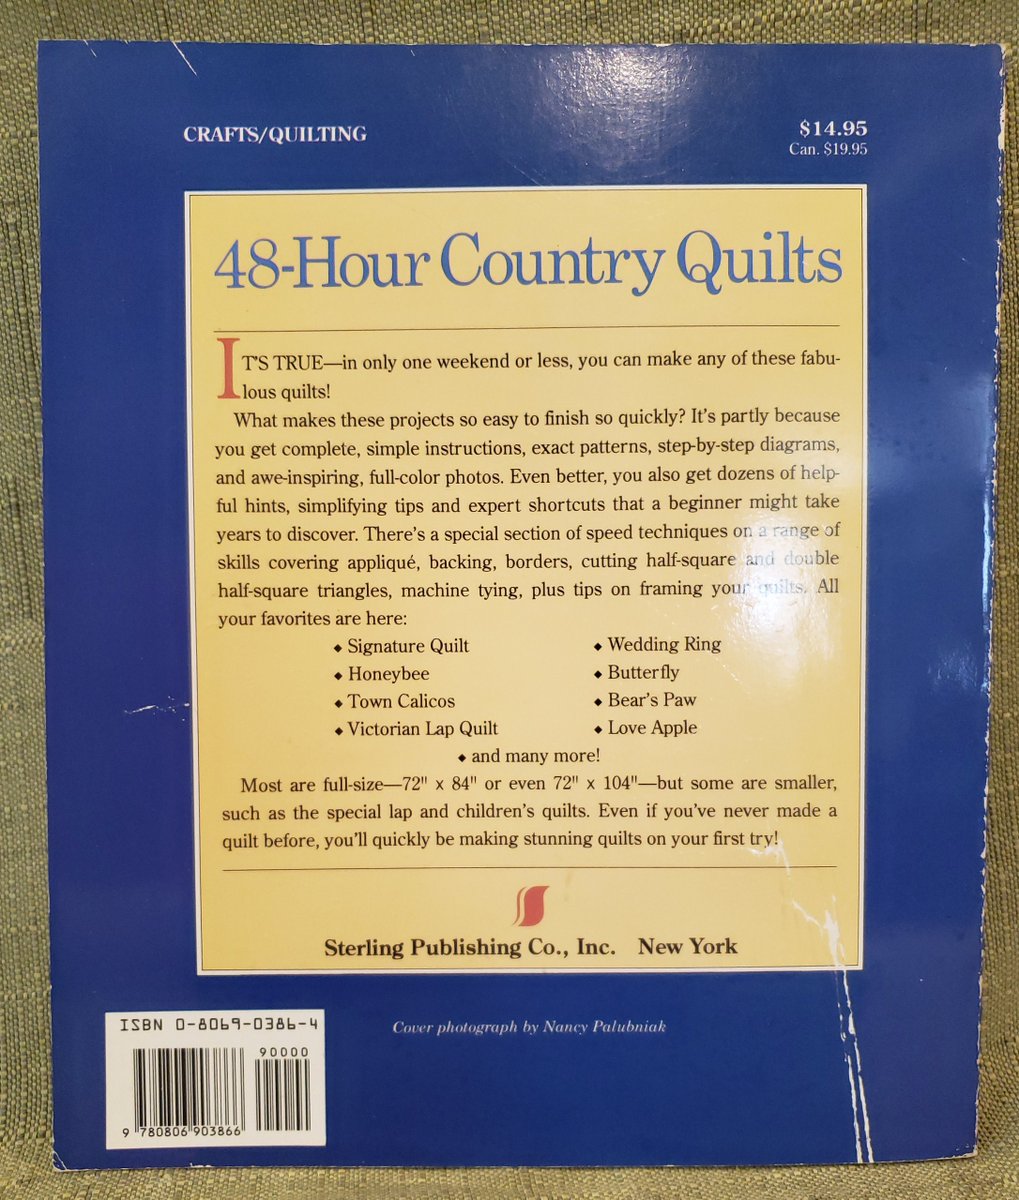 CRAFTS/QUILTING
$14.95
Can. $19.95
48-Hour Country Quilts
IT'S TRUE—in only one weekend or less, you can make any of these fabu-
lous quilts!
What makes these projects so easy to finish so quickly? It's partly because
you get complete, simple instructions, exact patterns, step-by-step diagrams,
and awe-inspiring, full-color photos. Even better, you also get dozens of help-
ful hints, simplifying tips and expert shortcuts that a beginner might take
years to discover. There's a special section of speed techniques on a range of
skills covering appliqué, backing, borders, cutting half-square and double
half-square triangles, machine tying, plus tips on framing your quilts. All
your favorites are here:
◆ Signature Quilt
◆ Honeybee
◆ Town Calicos
◆ Victorian Lap Quilt
◆ Wedding Ring
◆ Butterfly
◆ Bear's Paw
◆ Love Apple
◆ and many more!
Most are full-size—72" x 84" or even 72" x 104"—but some are smaller,
such as the special lap and children's quilts. Even if you've never made a
quilt before, you'll quickly be making stunning quilts on your first try!
Sterling Publishing Co., Inc. New York
Cover photograph by Nancy Palubniak
ISBN 0-8069-0386-4
90000
9 780806 903866